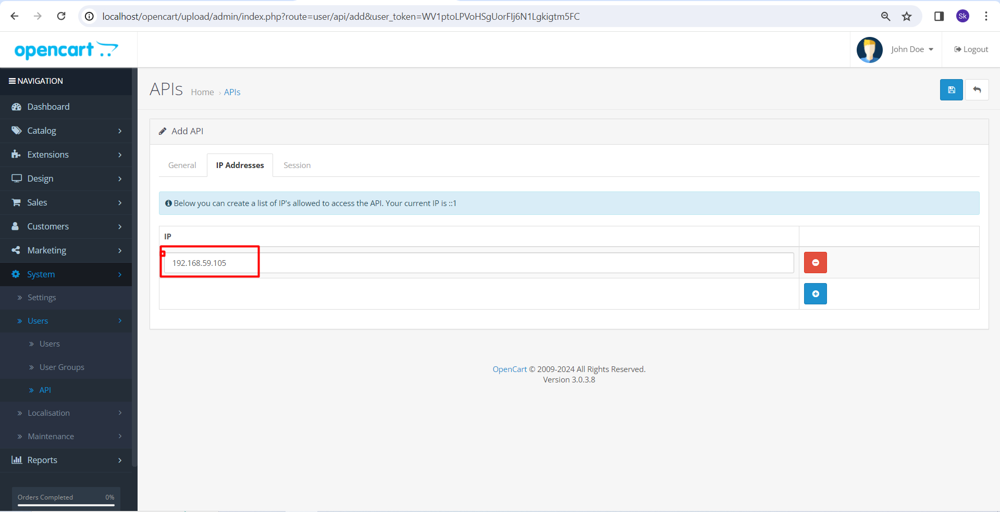 localhost/opencart/upload/admin/index.php?route=user/api/add&user_token=WV1ptoLPVoHSgUorFIj6N1Lgkigtm5FC
Sk
opencart
John Doe
Logout
NAVIGATION
Dashboard
Catalog
Extensions
Design
Sales
Customers
Marketing
System
Settings
Users
Users
User Groups
API
Localisation
Maintenance
Reports
Orders Completed 0%
APIs Home › APIs
Add API
General IP Addresses Session
Below you can create a list of IP's allowed to access the API. Your current IP is ::1
IP
192.168.59.105
OpenCart © 2009-2024 All Rights Reserved.
Version 3.0.3.8